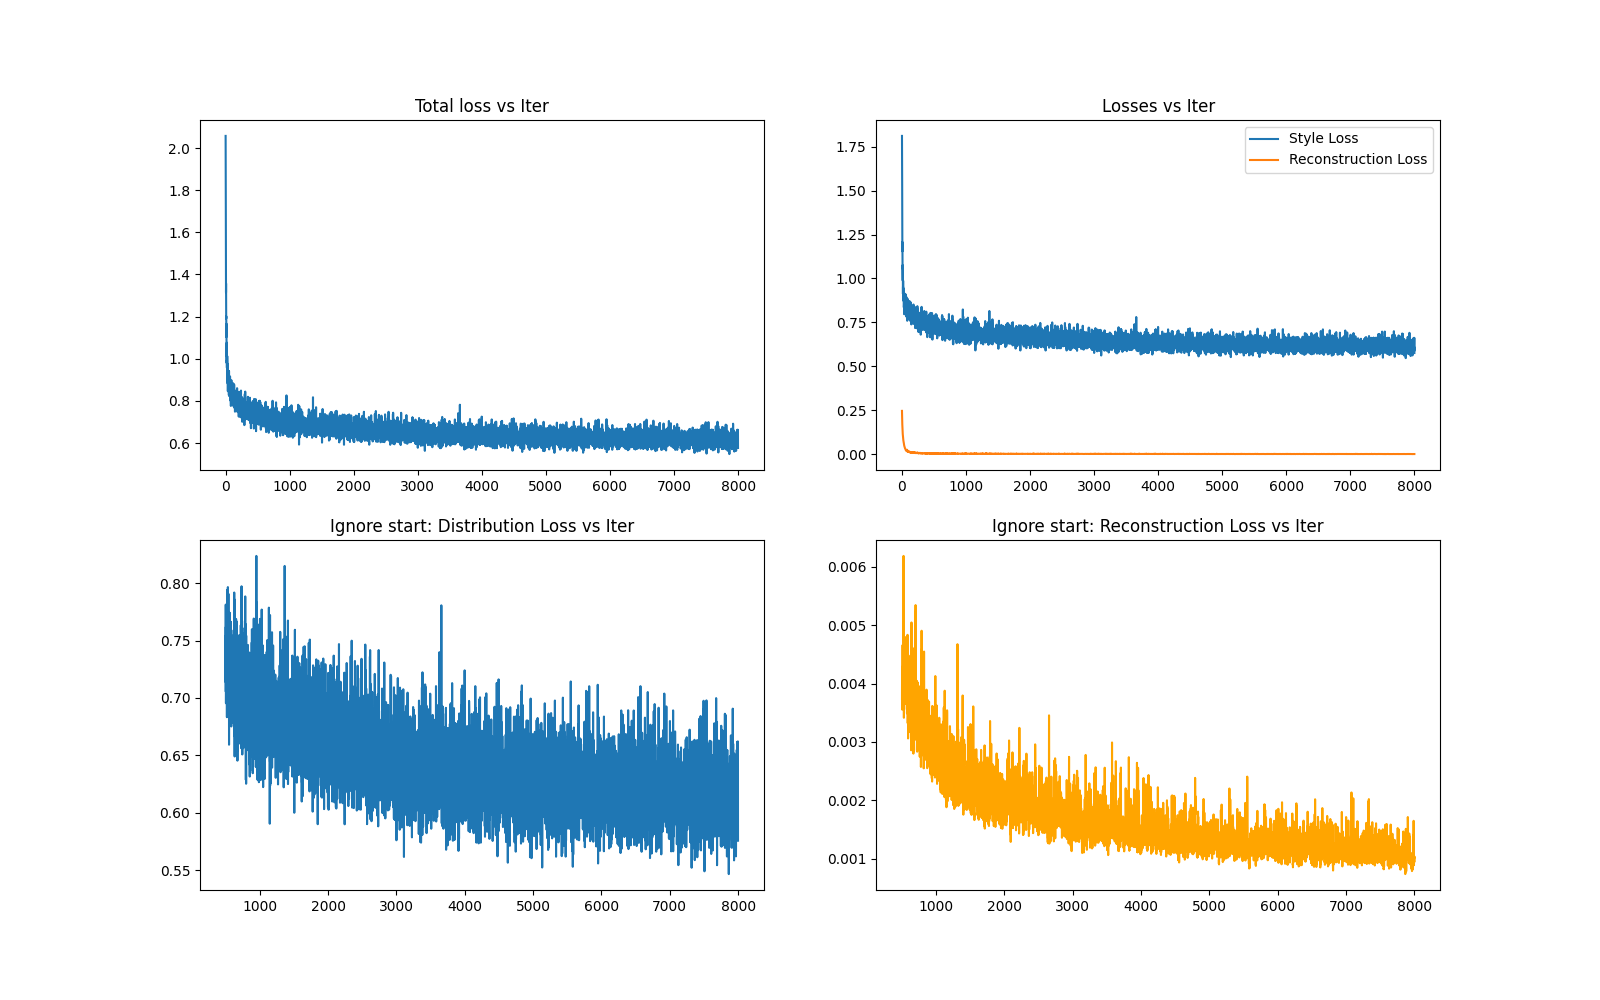 Total loss vs Iter
2.0
1.8
1.6
1.4
1.2
1.0
0.8
0.6
0 1000 2000 3000 4000 5000 6000 7000 8000
Losses vs Iter
Style Loss
Reconstruction Loss
1.75
1.50
1.25
1.00
0.75
0.50
0.25
0.00
0 1000 2000 3000 4000 5000 6000 7000 8000
Ignore start: Distribution Loss vs Iter
0.80
0.75
0.70
0.65
0.60
0.55
1000 2000 3000 4000 5000 6000 7000 8000
Ignore start: Reconstruction Loss vs Iter
0.006
0.005
0.004
0.003
0.002
0.001
1000 2000 3000 4000 5000 6000 7000 8000